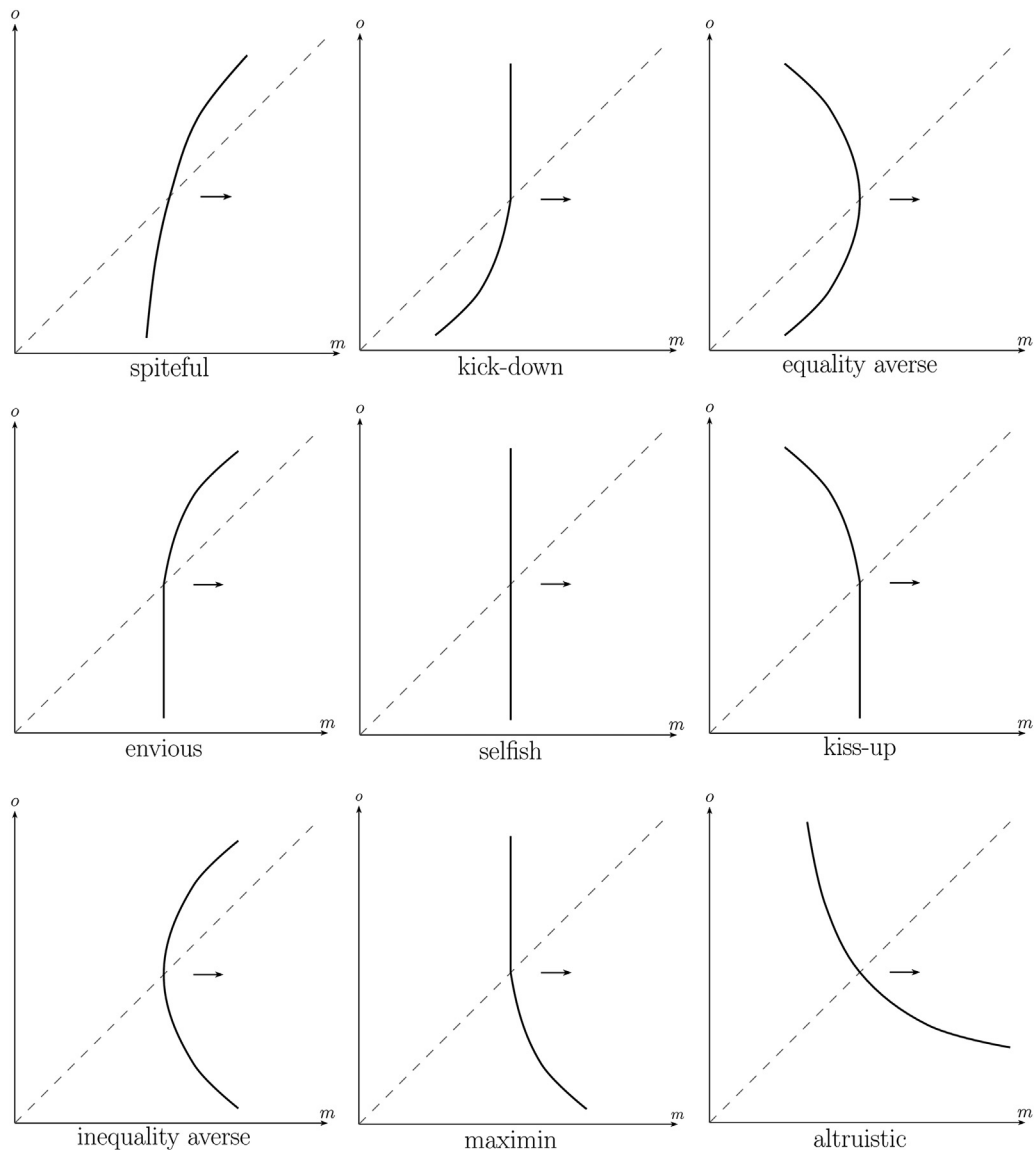 o
o
o
m
m
m
spiteful
kick-down
equality averse
o
o
o
m
m
m
envious
selfish
kiss-up
o
o
o
m
m
m
inequality averse
maximin
altruistic